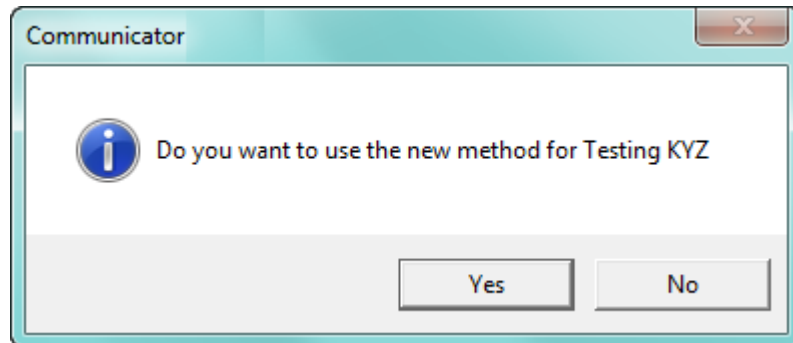 Communicator
Do you want to use the new method for Testing KYZ
Yes
No